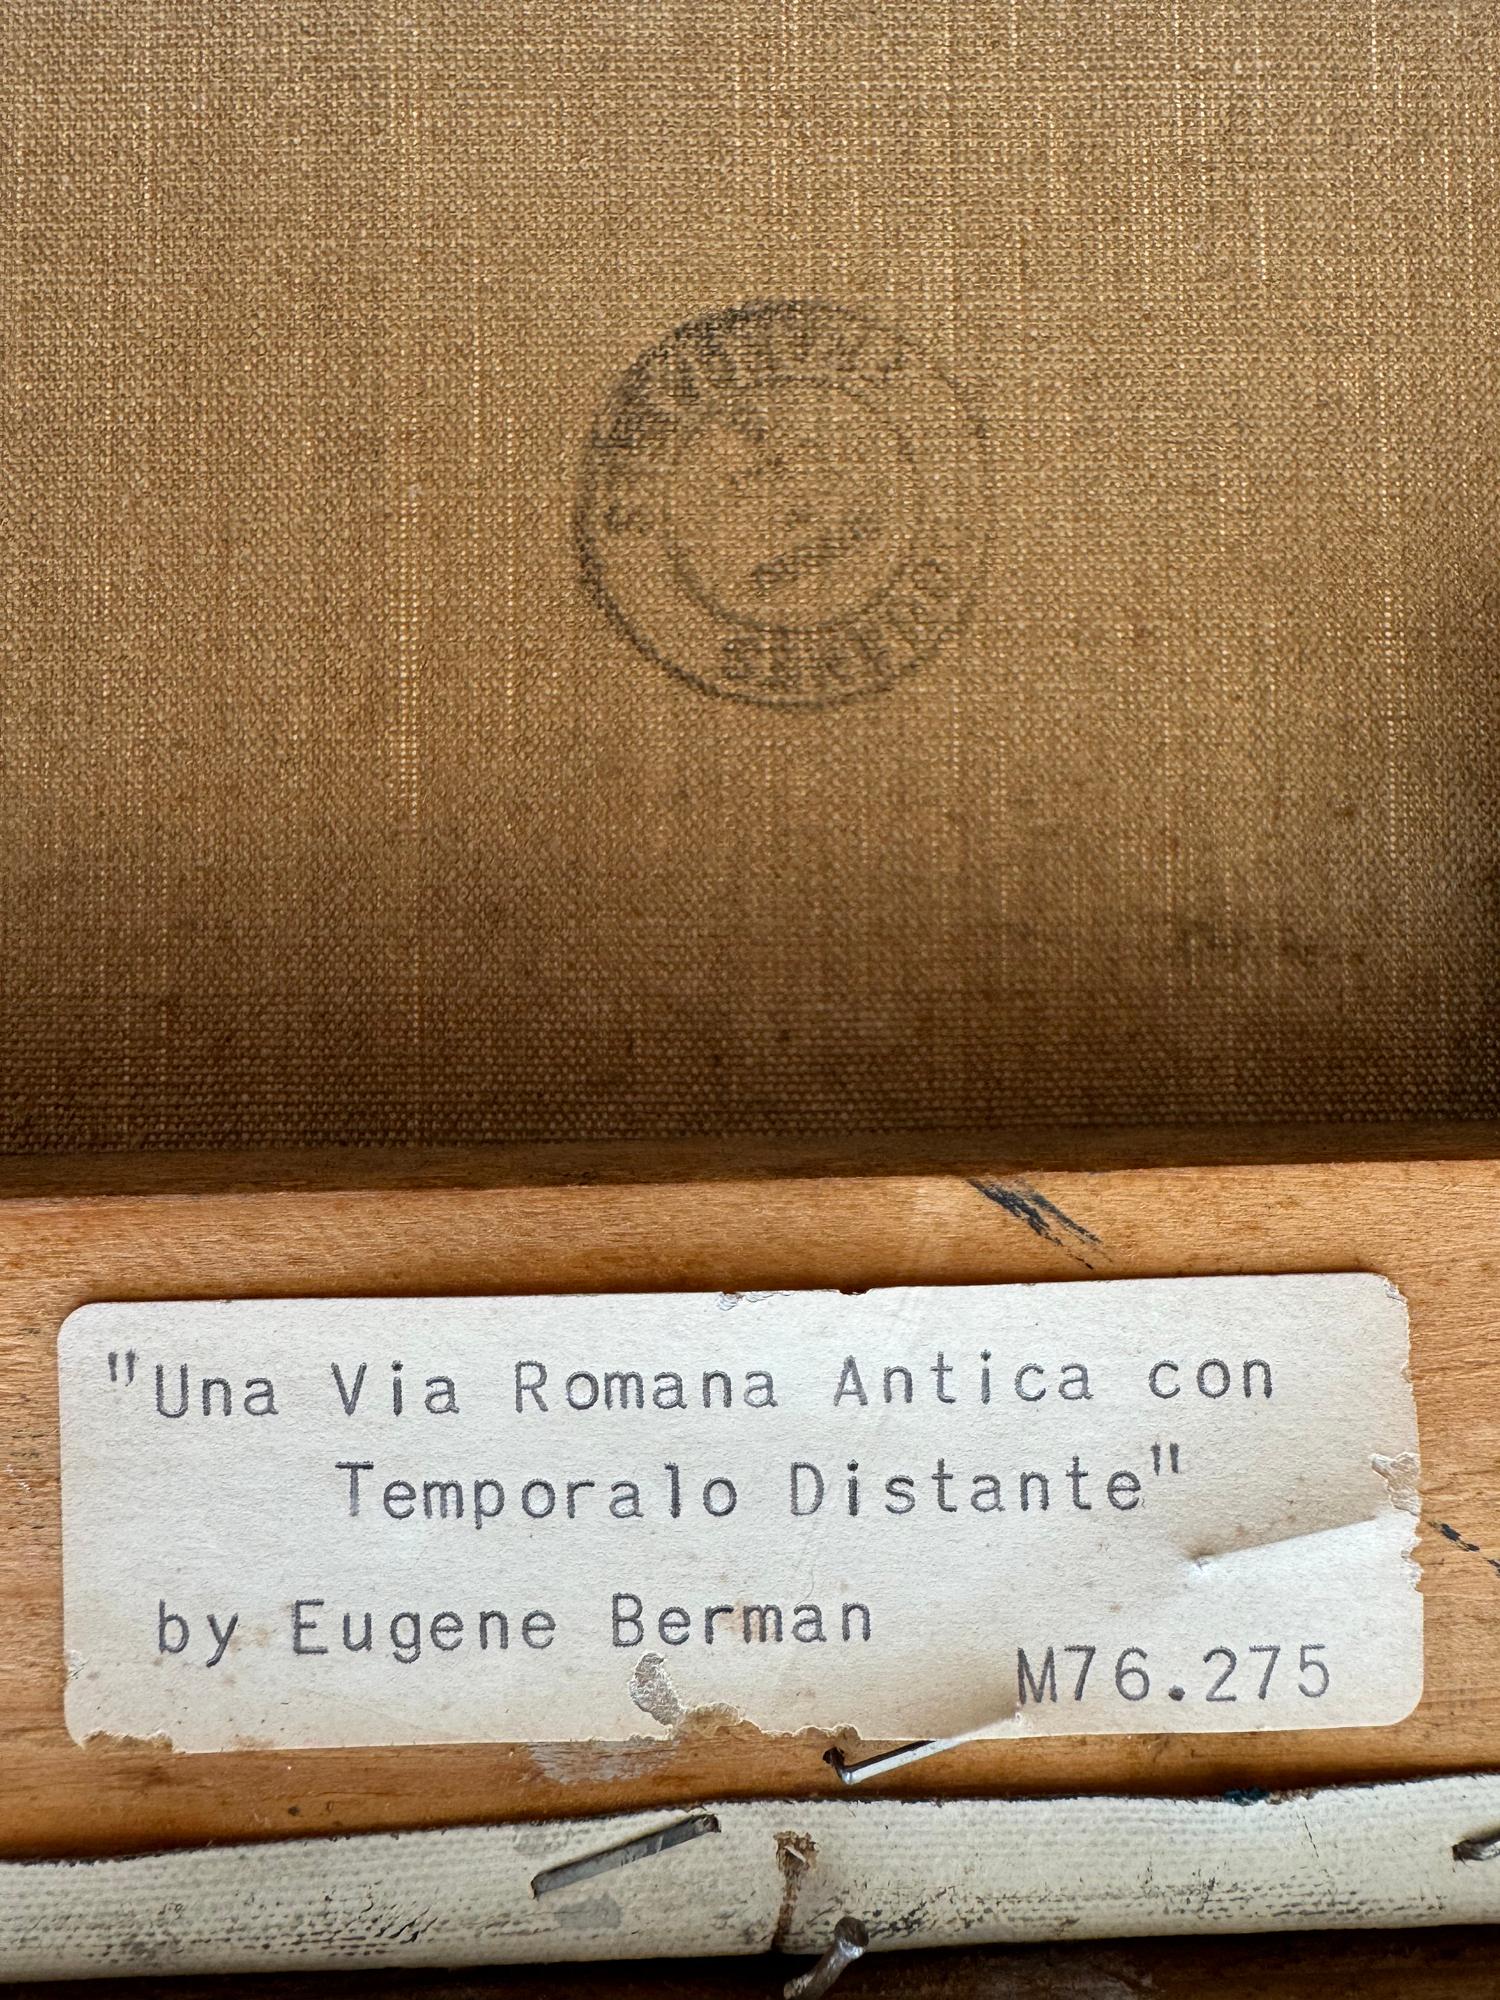 "Una Via Romana Antica con
Temporalo Distante"
by Eugene Berman
M76.275